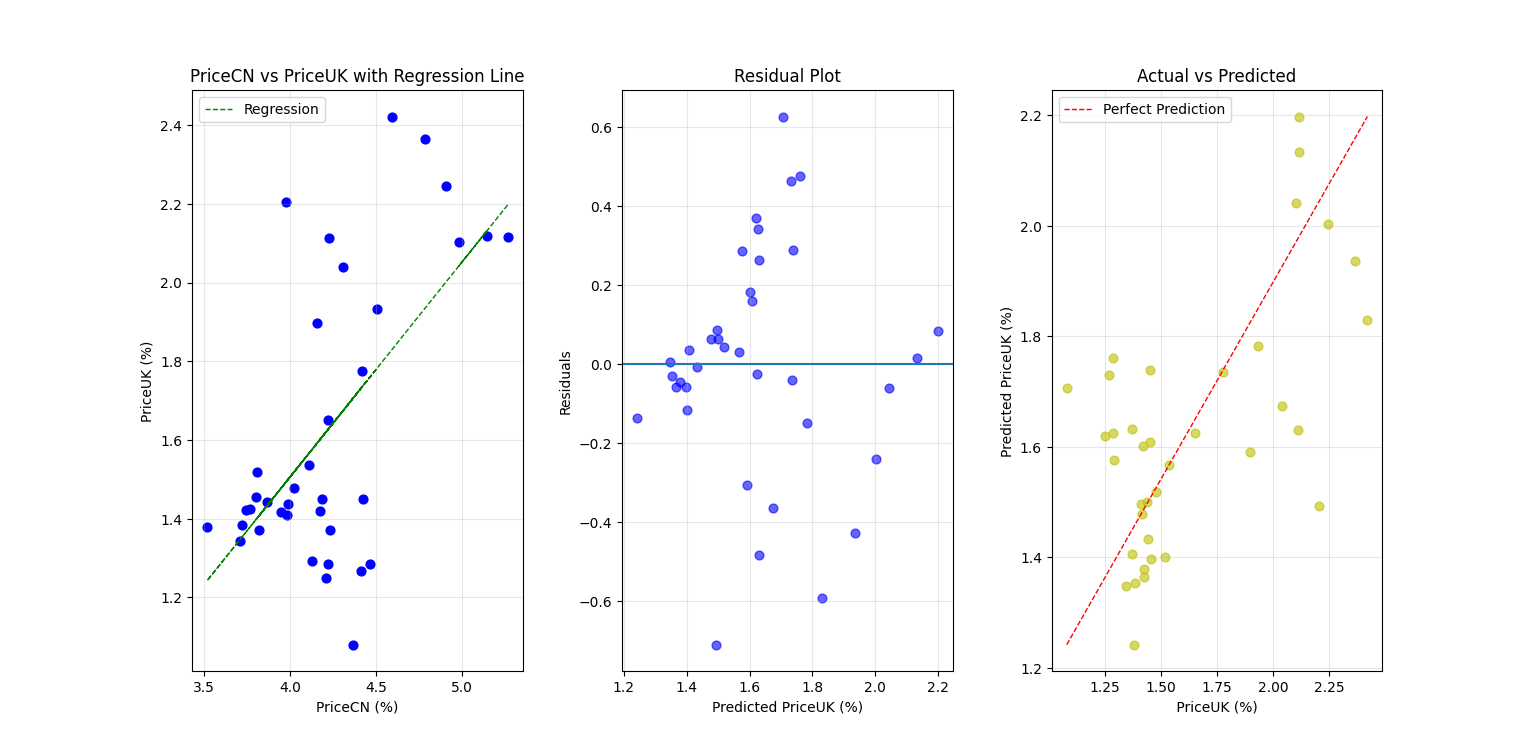 PriceCN vs PriceUK with Regression Line
Regression
PriceUK (%)
2.4
2.2
2.0
1.8
1.6
1.4
1.2
3.5 4.0 4.5 5.0
PriceCN (%)
Residual Plot
Residuals
0.6
0.4
0.2
0.0
−0.2
−0.4
−0.6
1.2 1.4 1.6 1.8 2.0 2.2
Predicted PriceUK (%)
Actual vs Predicted
Perfect Prediction
Predicted PriceUK (%)
2.2
2.0
1.8
1.6
1.4
1.2
1.25 1.50 1.75 2.00 2.25
PriceUK (%)